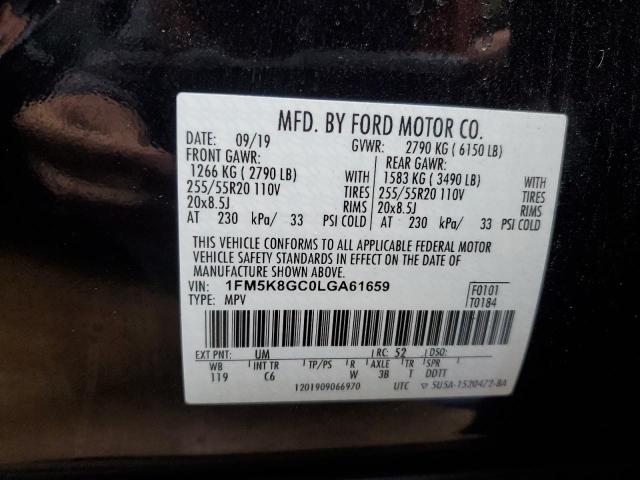 MFD. BY FORD MOTOR CO.
DATE: 09/19 GVWR: 2790 KG ( 6150 LB)
FRONT GAWR: REAR GAWR:
1266 KG ( 2790 LB) WITH 1583 KG ( 3490 LB) WITH
255/55R20 110V TIRES 255/55R20 110V TIRES
20x8.5J RIMS 20x8.5J RIMS
AT 230 kPa/ 33 PSI COLD AT 230 kPa/ 33 PSI COLD
THIS VEHICLE CONFORMS TO ALL APPLICABLE FEDERAL MOTOR
VEHICLE SAFETY STANDARDS IN EFFECT ON THE DATE OF
MANUFACTURE SHOWN ABOVE.
VIN: 1FM5K8GC0LGA61659 F0101
TYPE: MPV T0184
EXT PNT: UM RC: 52 DSO:
WB INT TR TP/PS R AXLE TR SPR
119 C6 W 3B T DDTT
1201909066970 UTC 5U5A-1520472-BA